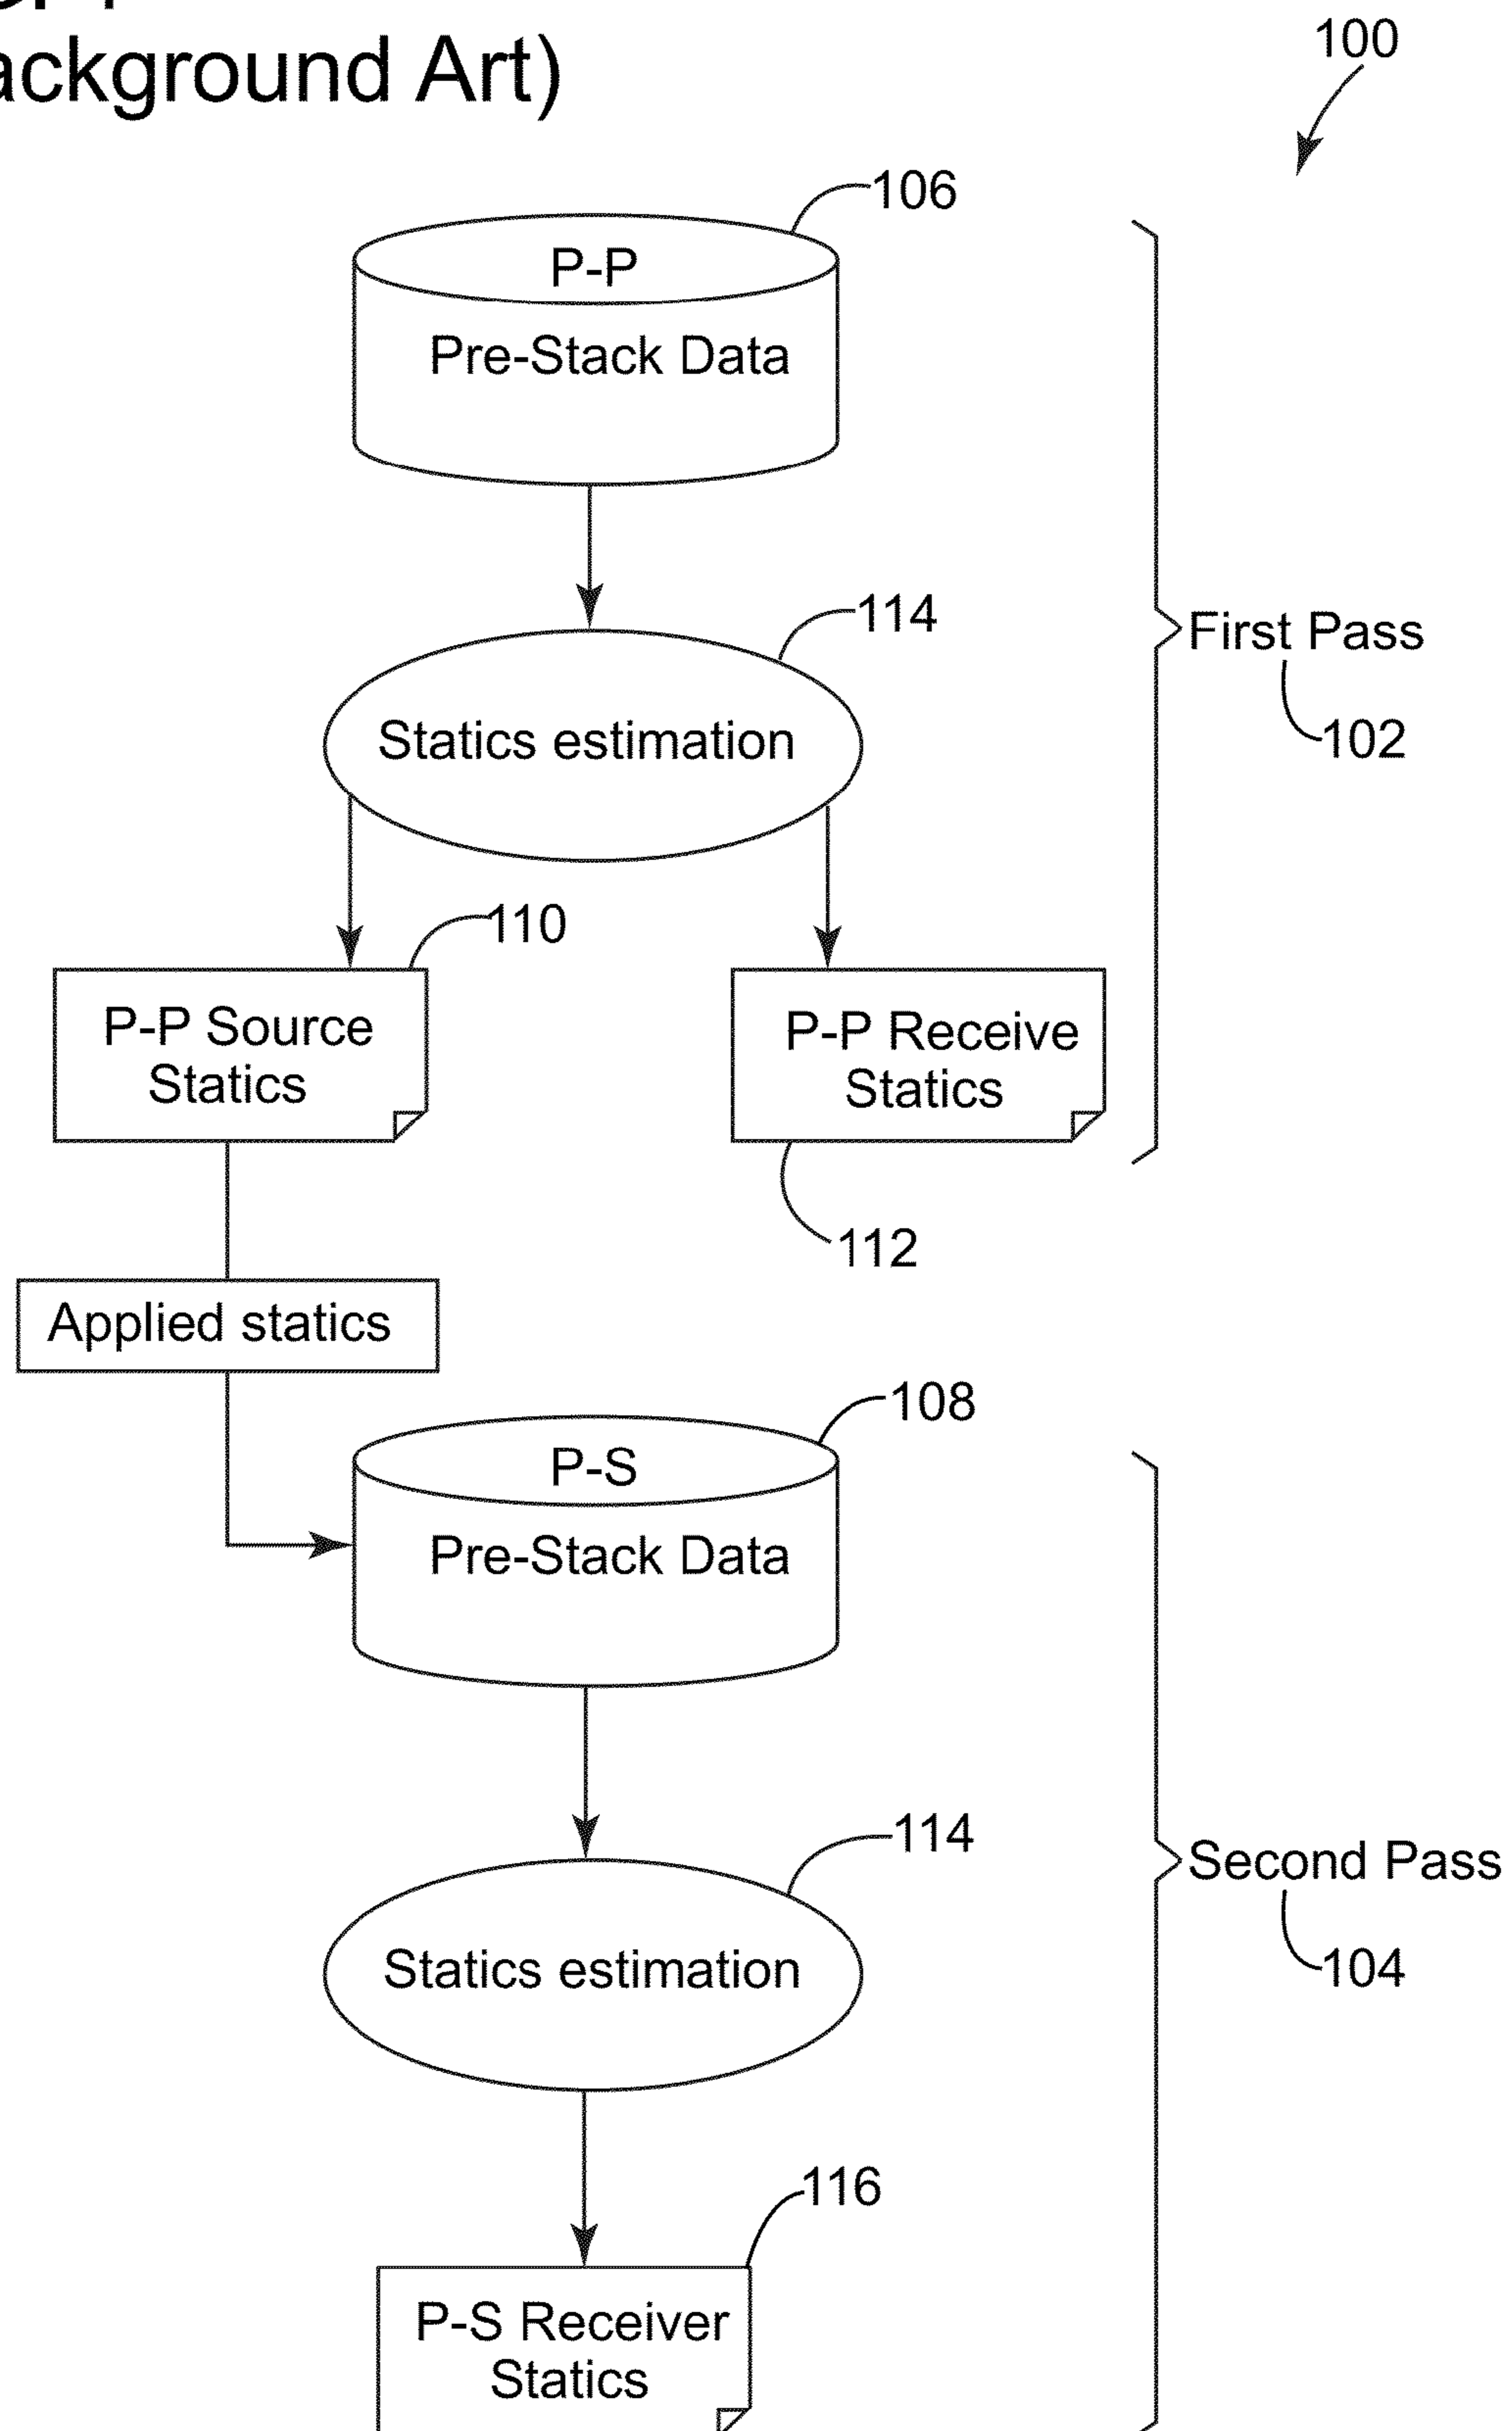 ackground Art)
100
106
P-P
Pre-Stack Data
114
Statics estimation
First Pass
102
110
P-P Source
Statics
P-P Receive
Statics
112
Applied statics
108
P-S
Pre-Stack Data
114
Statics estimation
Second Pass
104
116
P-S Receiver
Statics